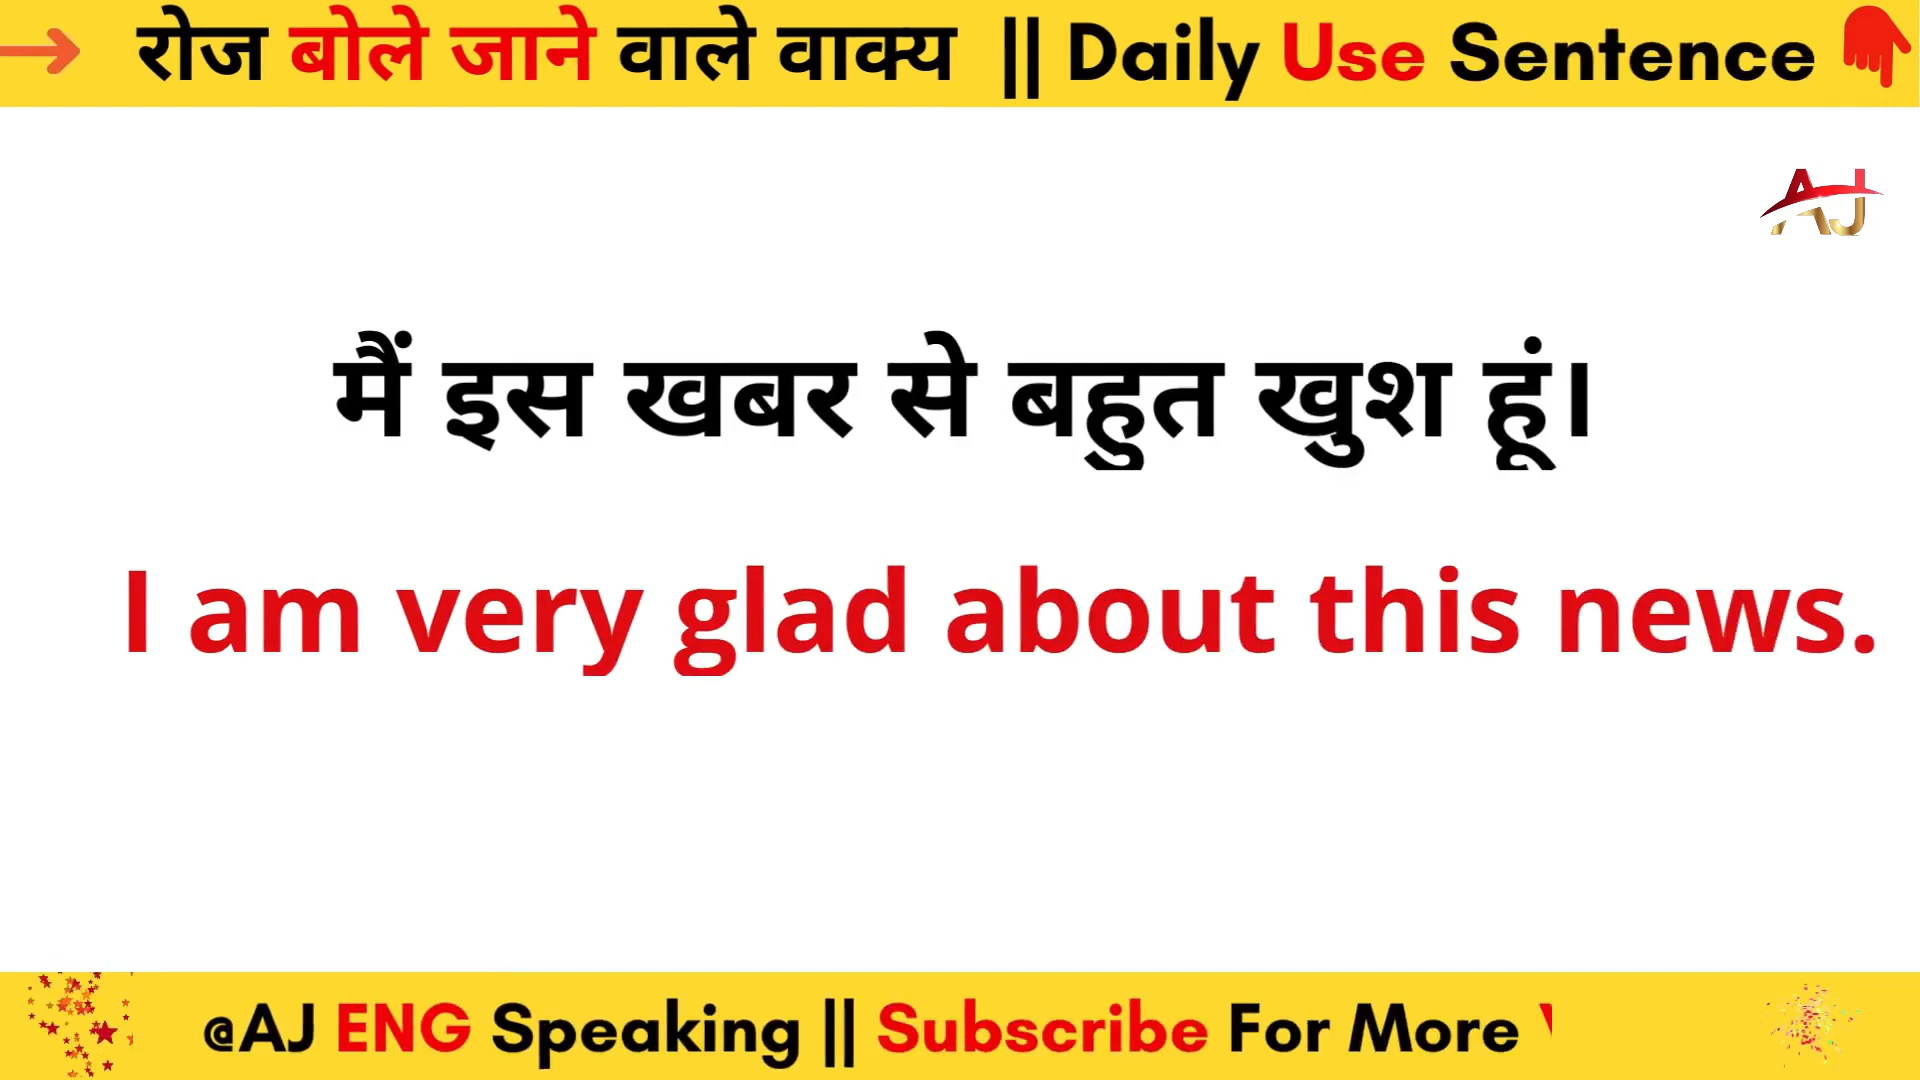 रोज बोले जाने वाले वाक्य || Daily Use Sentence
AJ
मैं इस खबर से बहुत खुश हूं।
I am very glad about this news.
@AJ ENG Speaking || Subscribe For More